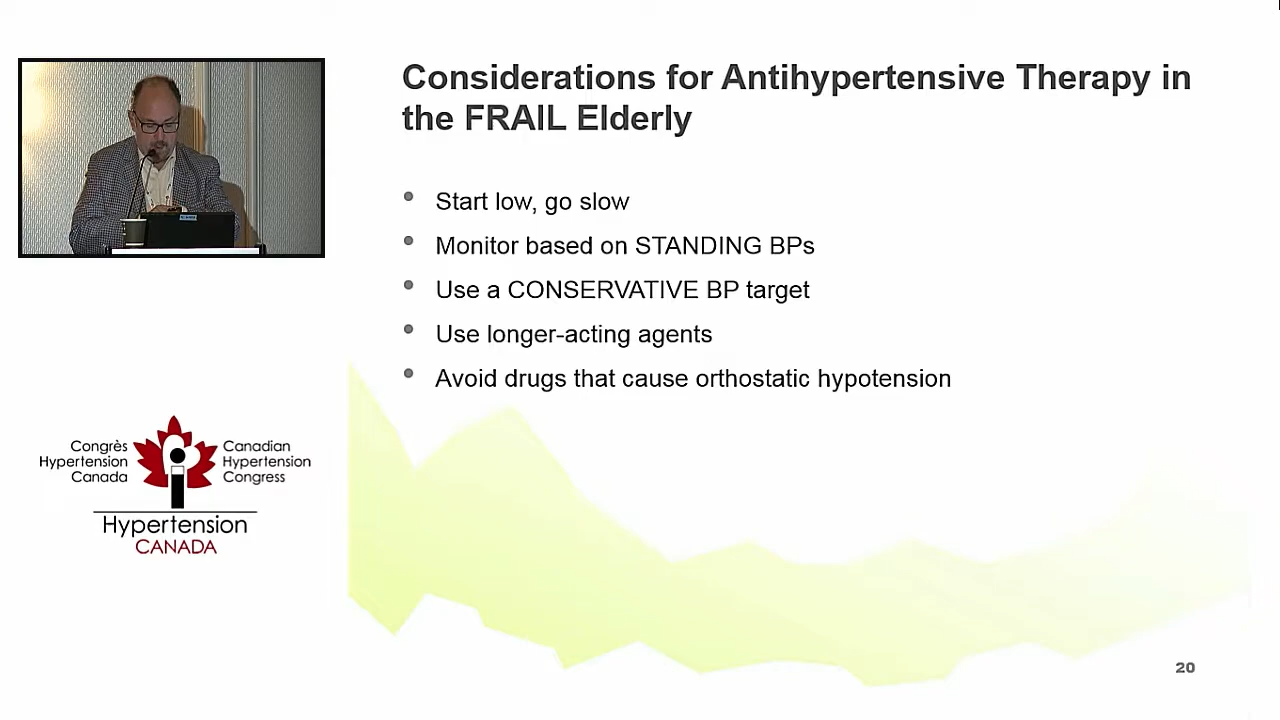 Considerations for Antihypertensive Therapy in
the FRAIL Elderly
Start low, go slow
Monitor based on STANDING BPs
Use a CONSERVATIVE BP target
Use longer-acting agents
Avoid drugs that cause orthostatic hypotension
Congrès
Hypertension
Canada
Canadian
Hypertension
Congress
Hypertension
CANADA
20